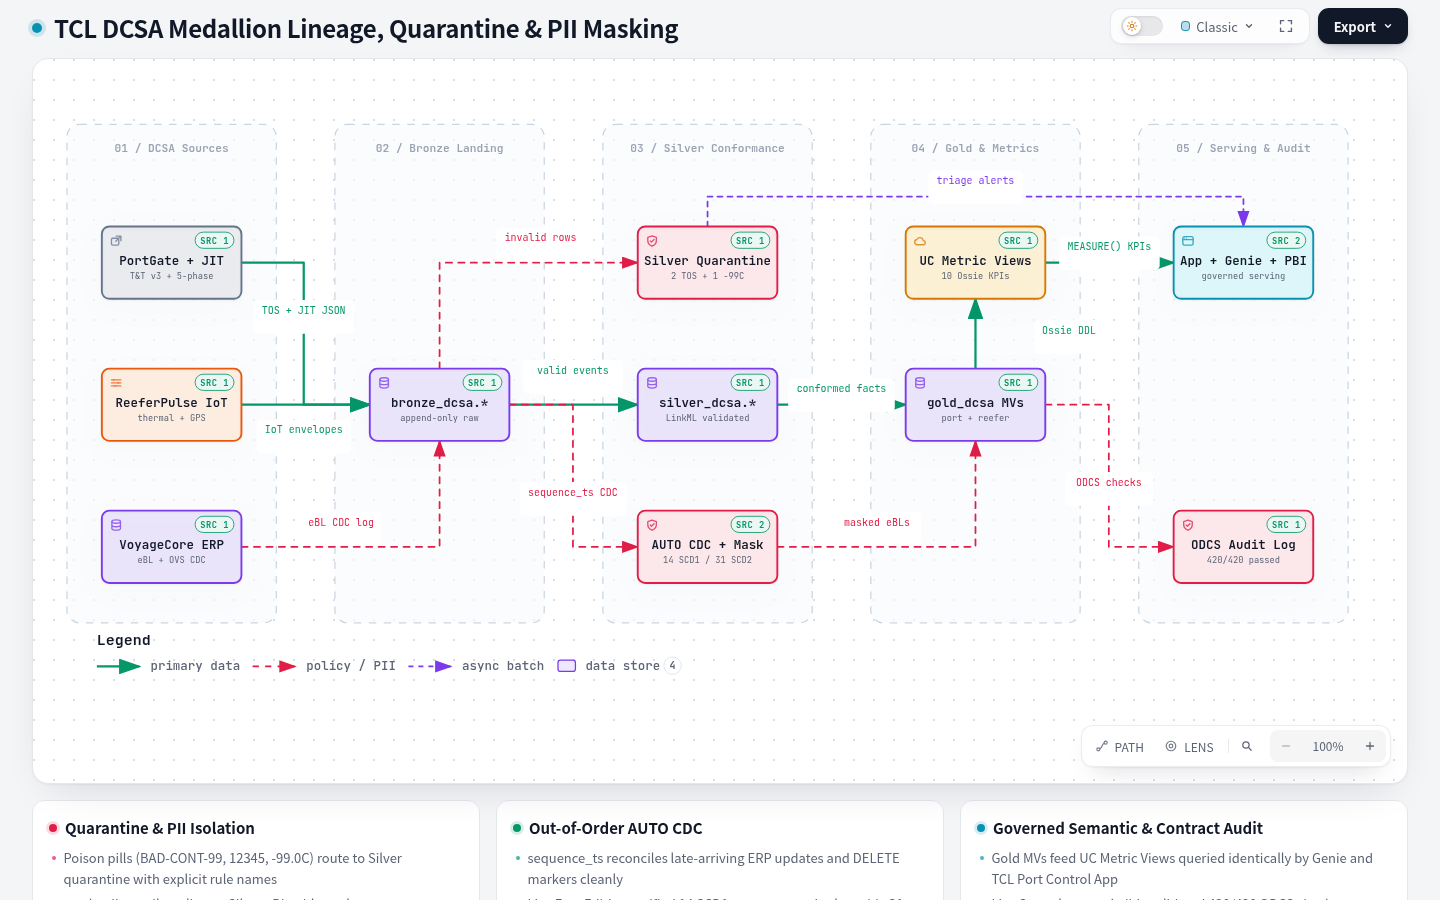 TCL DCSA Medallion Lineage, Quarantine & PII Masking
Classic
Export
01 / DCSA Sources
02 / Bronze Landing
03 / Silver Conformance
04 / Gold & Metrics
05 / Serving & Audit
triage alerts
invalid rows
MEASURE() KPIs
SRC 1
PortGate + JIT
T&T v3 + 5-phase
SRC 1
Silver Quarantine
2 TOS + 1 -99C
SRC 1
UC Metric Views
10 Ossie KPIs
SRC 2
App + Genie + PBI
governed serving
TOS + JIT JSON
Ossie DDL
valid events
conformed facts
SRC 1
ReeferPulse IoT
thermal + GPS
SRC 1
bronze_dcsa.*
append-only raw
SRC 1
silver_dcsa.*
LinkML validated
SRC 1
gold_dcsa MVs
port + reefer
IoT envelopes
sequence_ts CDC
ODCS checks
eBL CDC log
masked eBLs
SRC 1
VoyageCore ERP
eBL + OVS CDC
SRC 2
AUTO CDC + Mask
14 SCD1 / 31 SCD2
SRC 1
ODCS Audit Log
420/420 passed
Legend
primary data
policy / PII
async batch
data store 4
PATH
LENS
100%
Quarantine & PII Isolation
Poison pills (BAD-CONT-99, 12345, -99.0C) route to Silver
quarantine with explicit rule names
Out-of-Order AUTO CDC
sequence_ts reconciles late-arriving ERP updates and DELETE
markers cleanly
Governed Semantic & Contract Audit
Gold MVs feed UC Metric Views queried identically by Genie and
TCL Port Control App